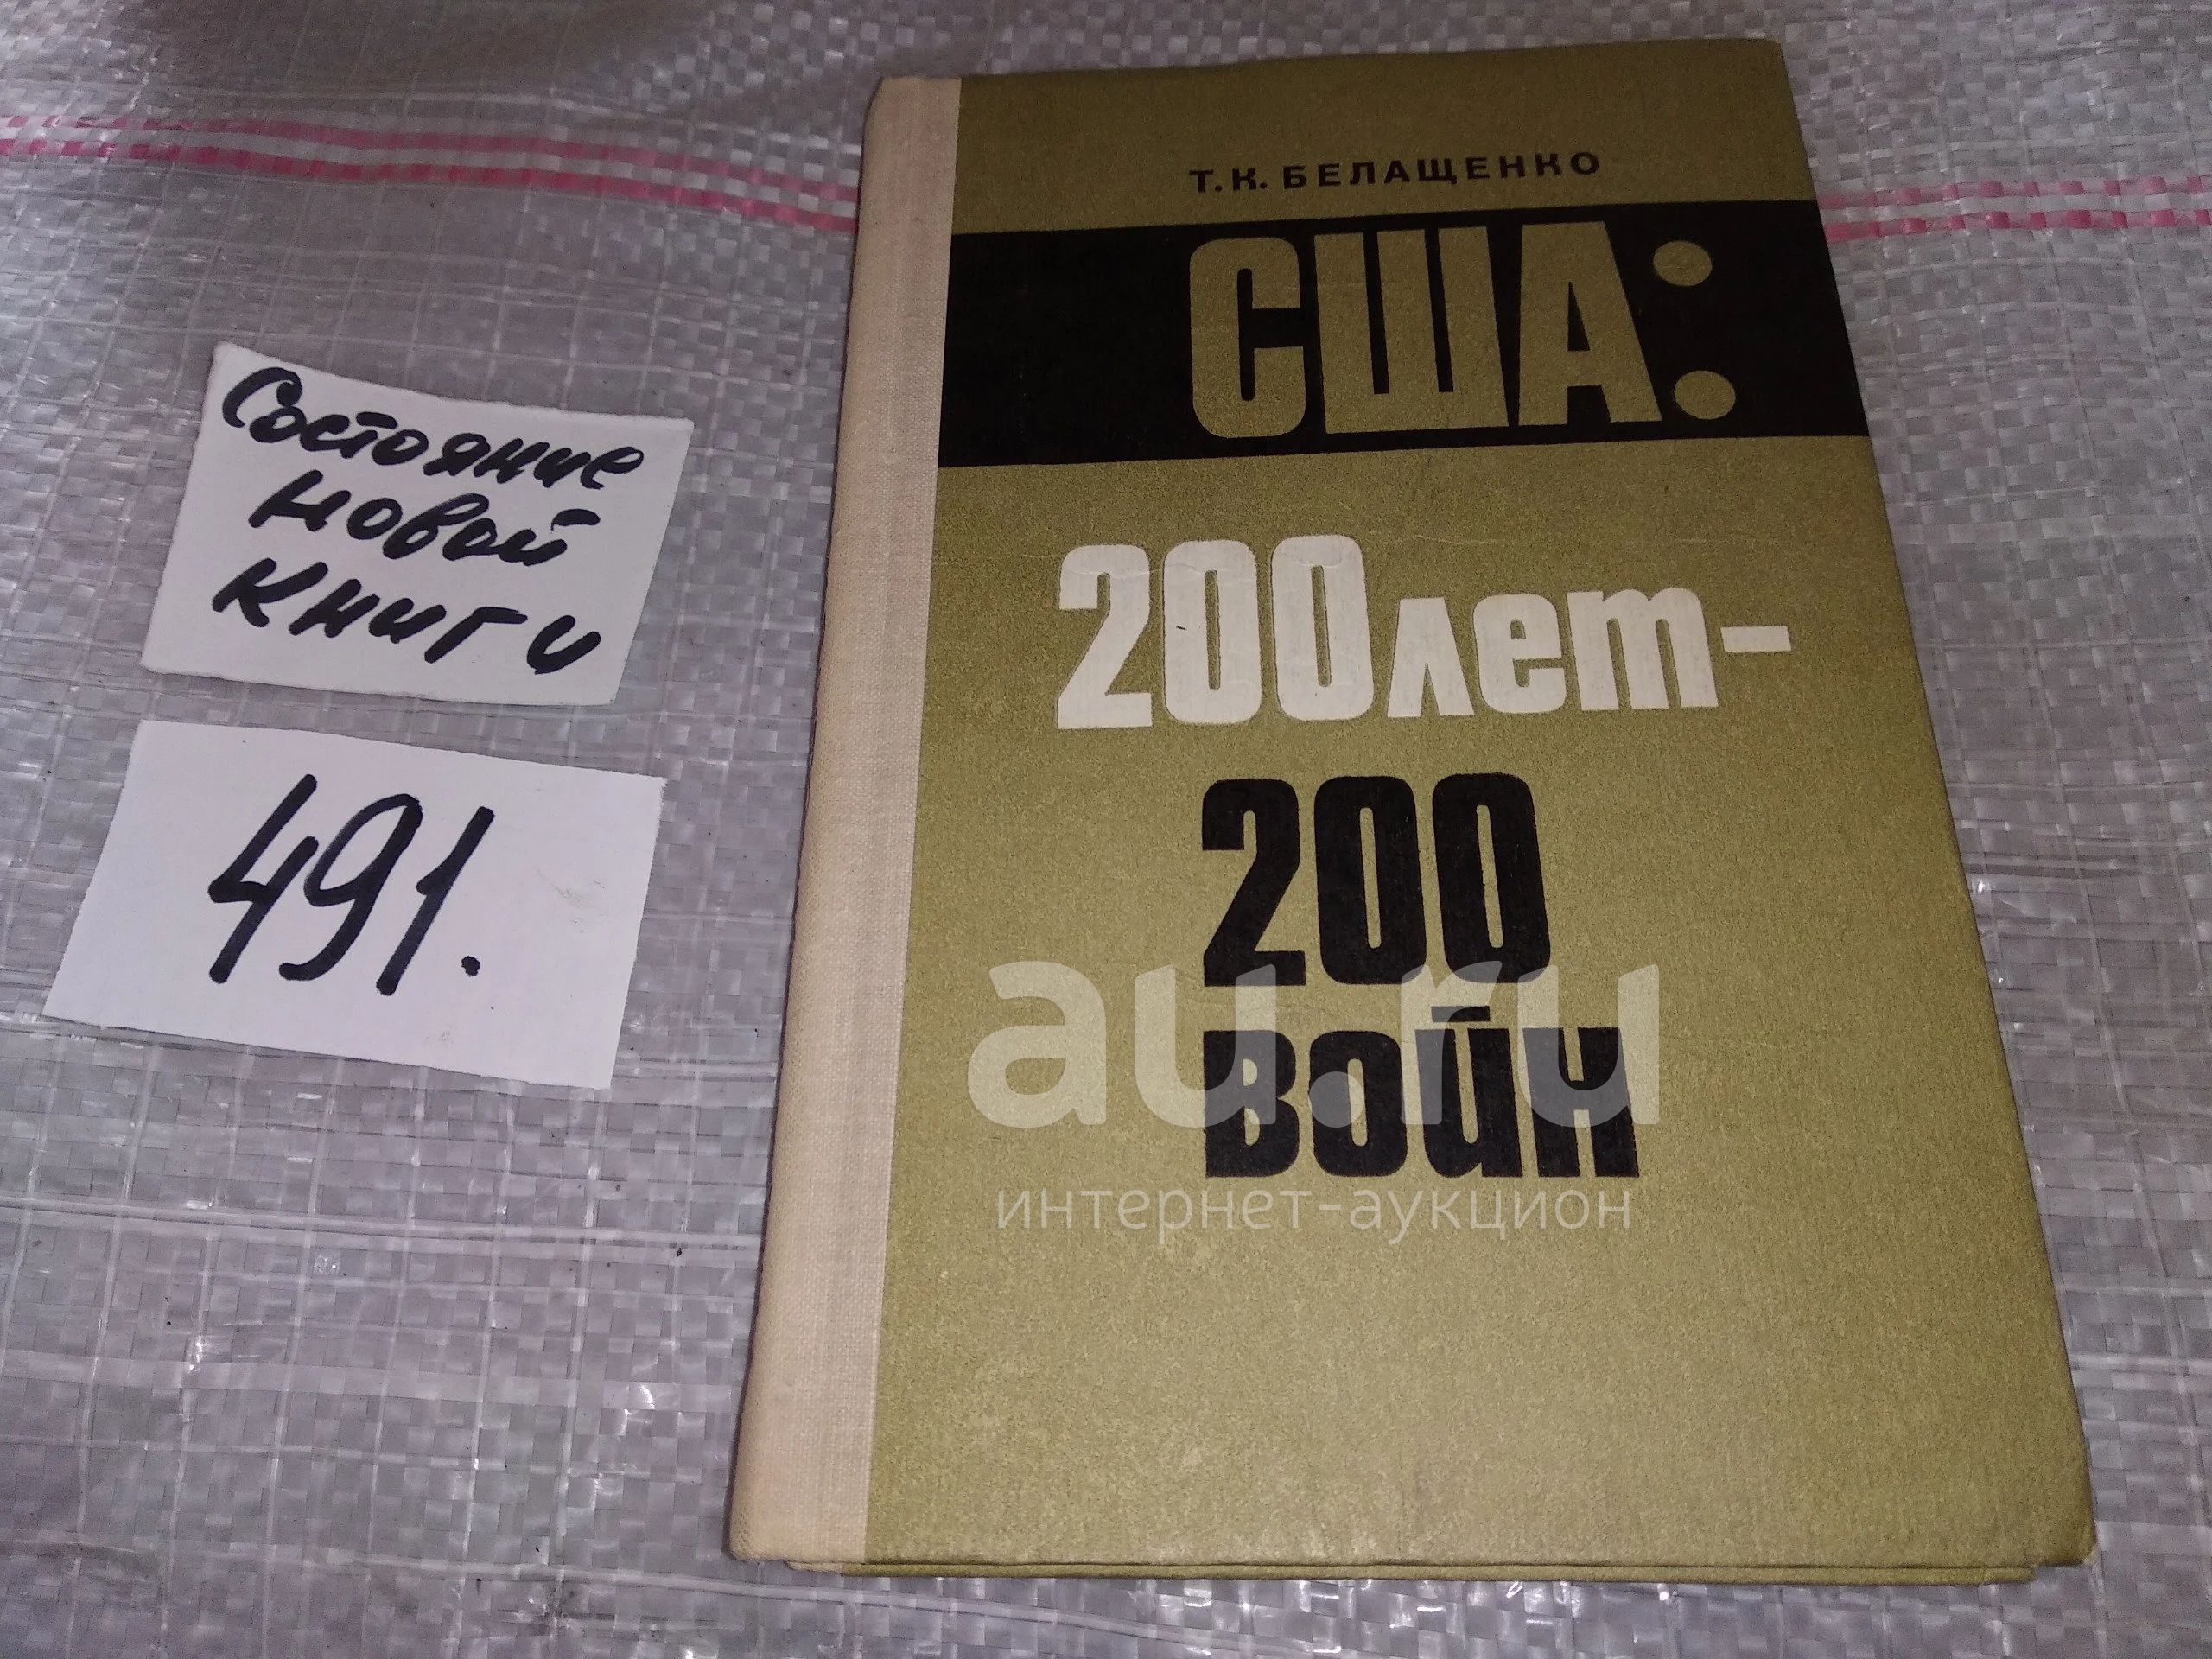 Состояние
новой
книги
491.
Т.К. БЕЛАЩЕНКО
США:
200 лет-
200
войн
au.ru
интернет-аукцион